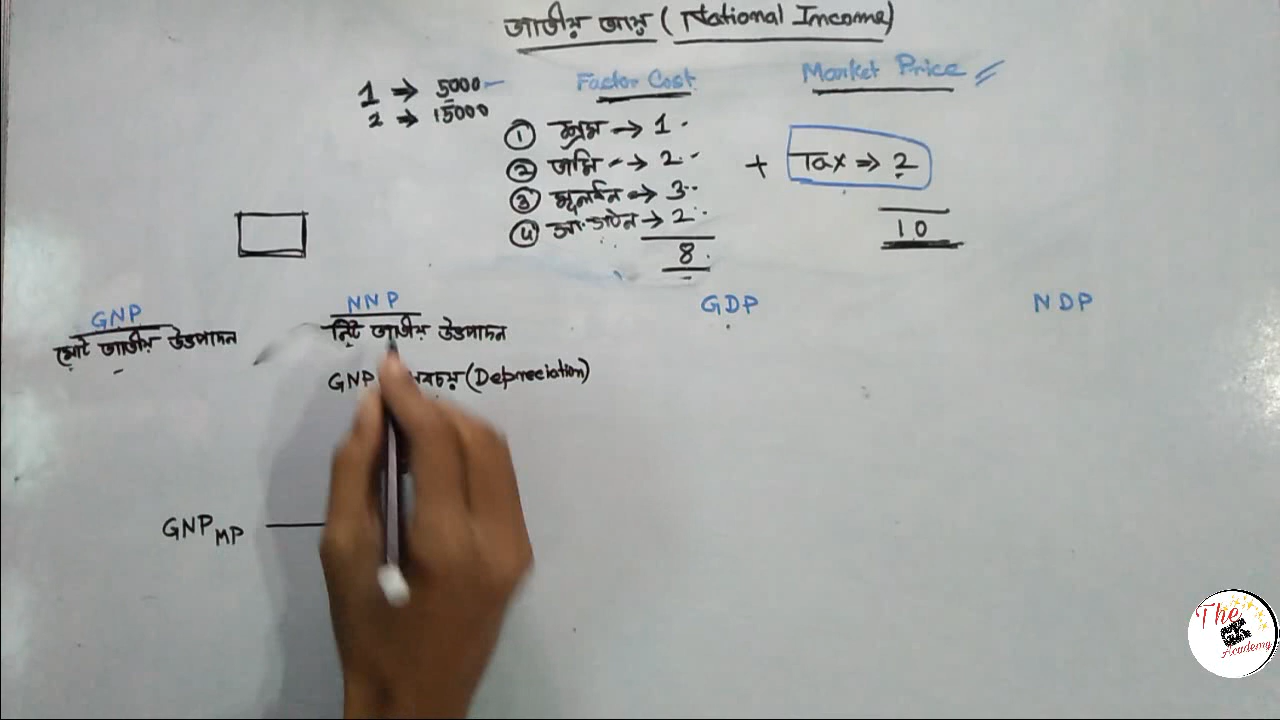 জাতীয় আয় (National Income)
1 → 5000
2 → 15000
Factor Cost
① শ্রম → 1
② জমি → 2
③ মূলধন → 3
④ → 2
8
Market Price
+ Tax ⇒ 2
10
GNP
মোট জাতীয় উৎপাদন
NNP
নিট জাতীয় উৎপাদন
GNP (Depreciation)
GDP
NDP
GNP MP
The
Academy